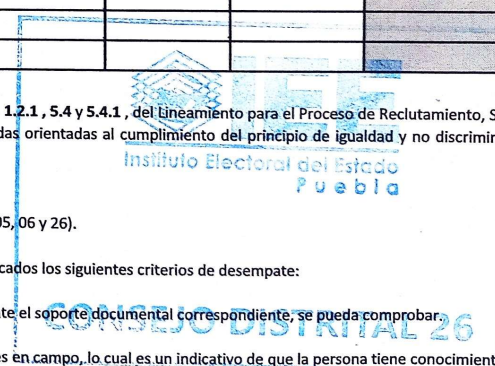 1.2.1 , 5.4 y 5.4.1 , del Lineamiento para el Proceso de Reclutamiento, S
das orientadas al cumplimiento del principio de igualdad y no discrimin
IEE
Instituto Electoral del Estado
Puebla
05, 06 y 26).
cados los siguientes criterios de desempate:
te el soporte documental correspondiente, se pueda comprobar.
CONSEJO DISTRITAL 26
es en campo, lo cual es un indicativo de que la persona tiene conocimient